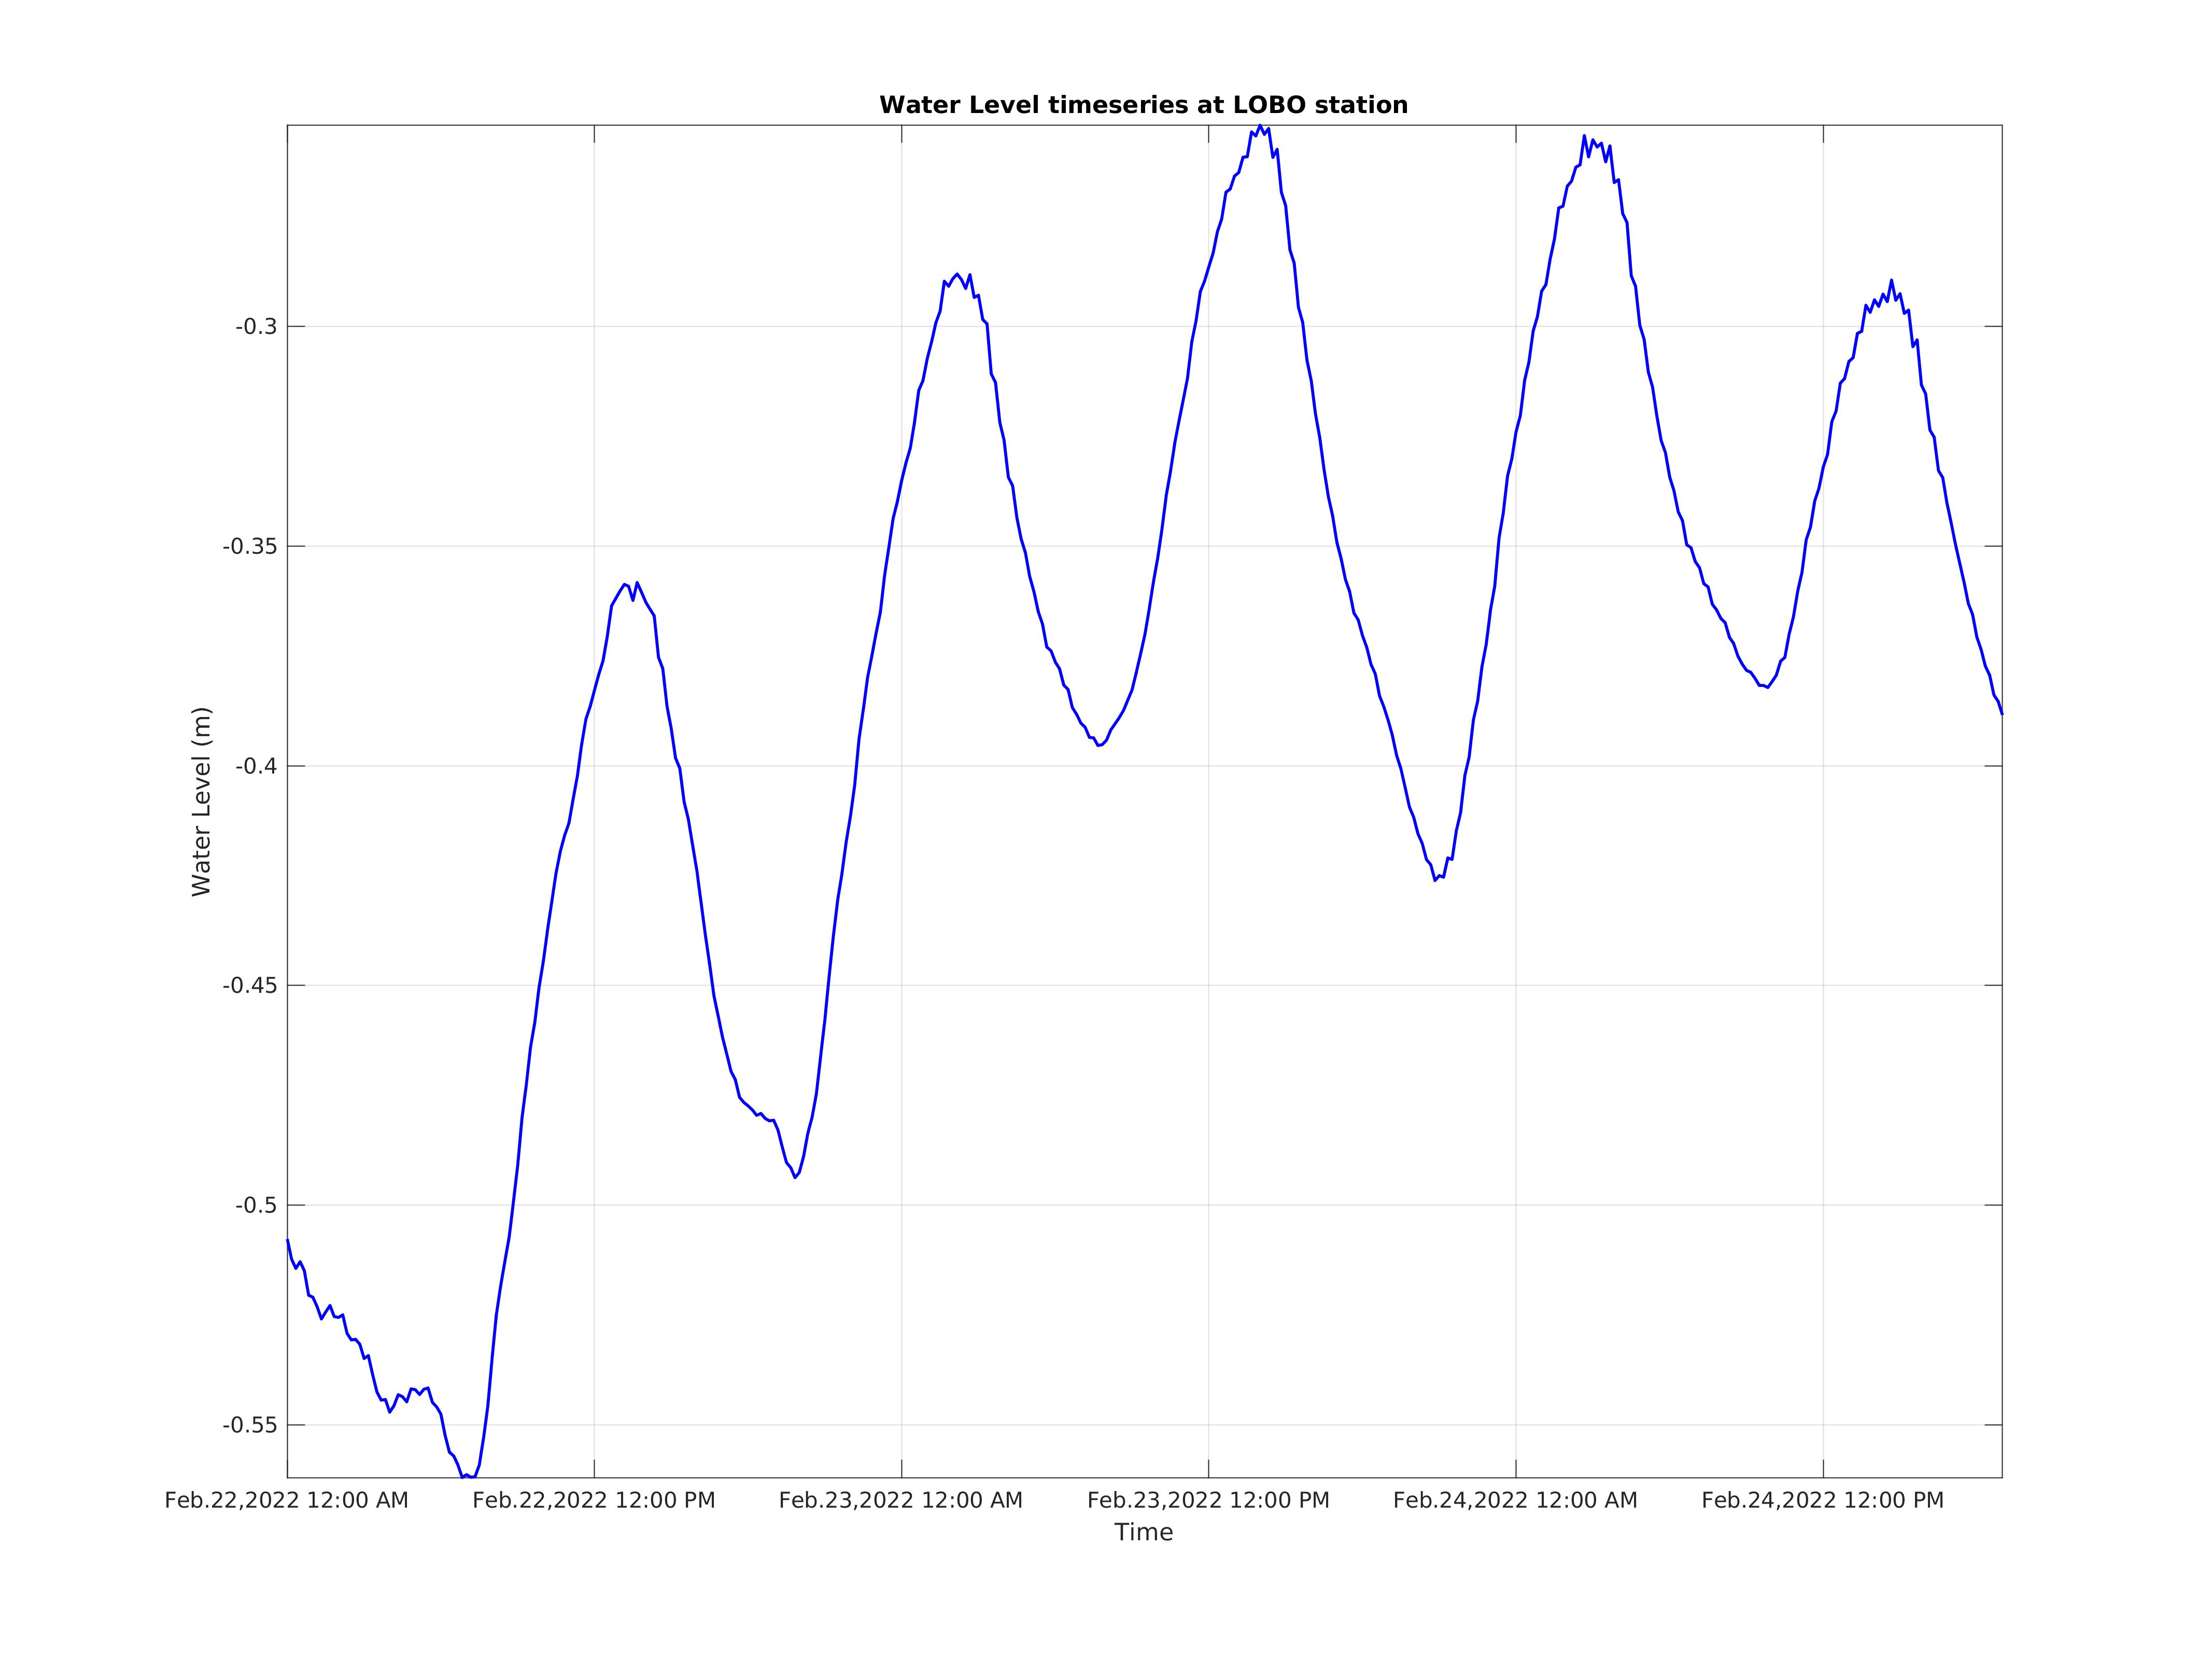 Water Level timeseries at LOBO station
-0.3
-0.35
-0.4
-0.45
-0.5
-0.55
Water Level (m)
Feb.22,2022 12:00 AM
Feb.22,2022 12:00 PM
Feb.23,2022 12:00 AM
Feb.23,2022 12:00 PM
Feb.24,2022 12:00 AM
Feb.24,2022 12:00 PM
Time